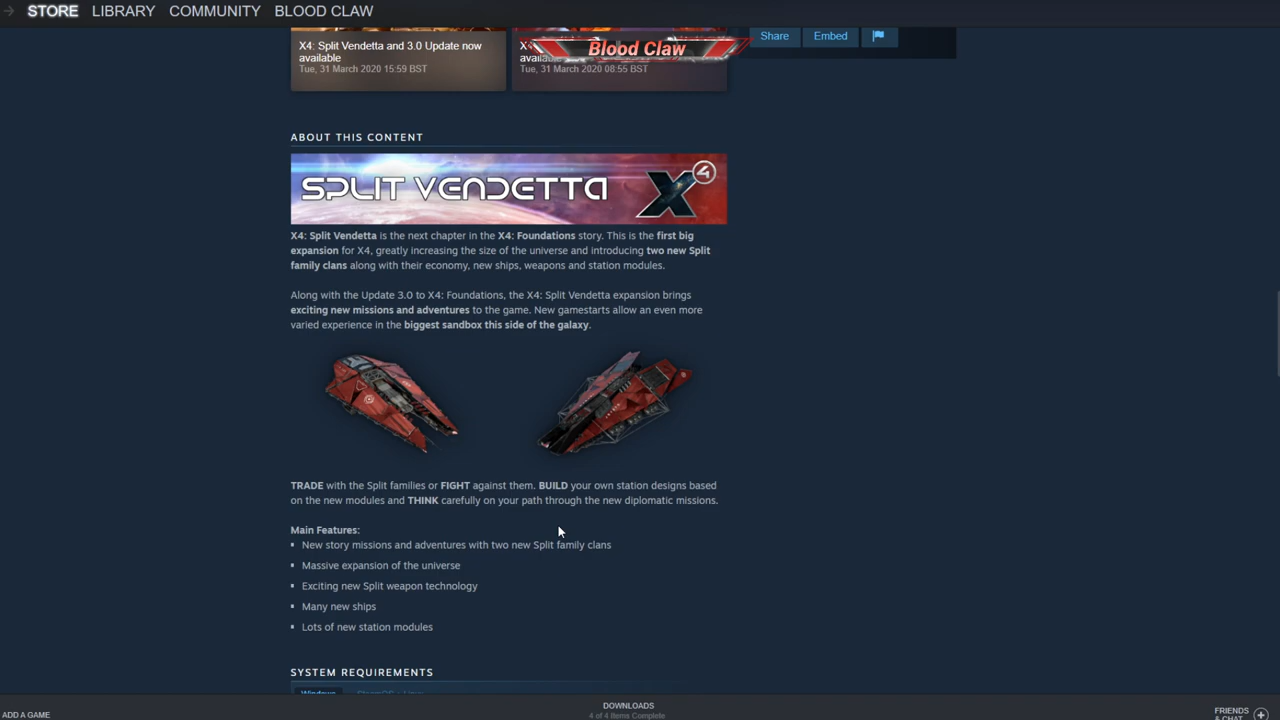 STORE LIBRARY COMMUNITY BLOOD CLAW
X4: Split Vendetta and 3.0 Update now
available
Tue, 31 March 2020 15:59 BST
Blood Claw
Tue, 31 March 2020 08:55 BST
Share Embed
ABOUT THIS CONTENT
SPLIT VENDETTA X4
X4: Split Vendetta is the next chapter in the X4: Foundations story. This is the first big
expansion for X4, greatly increasing the size of the universe and introducing two new Split
family clans along with their economy, new ships, weapons and station modules.
Along with the Update 3.0 to X4: Foundations, the X4: Split Vendetta expansion brings
exciting new missions and adventures to the game. New gamestarts allow an even more
varied experience in the biggest sandbox this side of the galaxy.
TRADE with the Split families or FIGHT against them. BUILD your own station designs based
on the new modules and THINK carefully on your path through the new diplomatic missions.
Main Features:
New story missions and adventures with two new Split family clans
Massive expansion of the universe
Exciting new Split weapon technology
Many new ships
Lots of new station modules
SYSTEM REQUIREMENTS
Windows
DOWNLOADS
4 of 4 Items Complete
ADD A GAME
FRIENDS
& CHAT